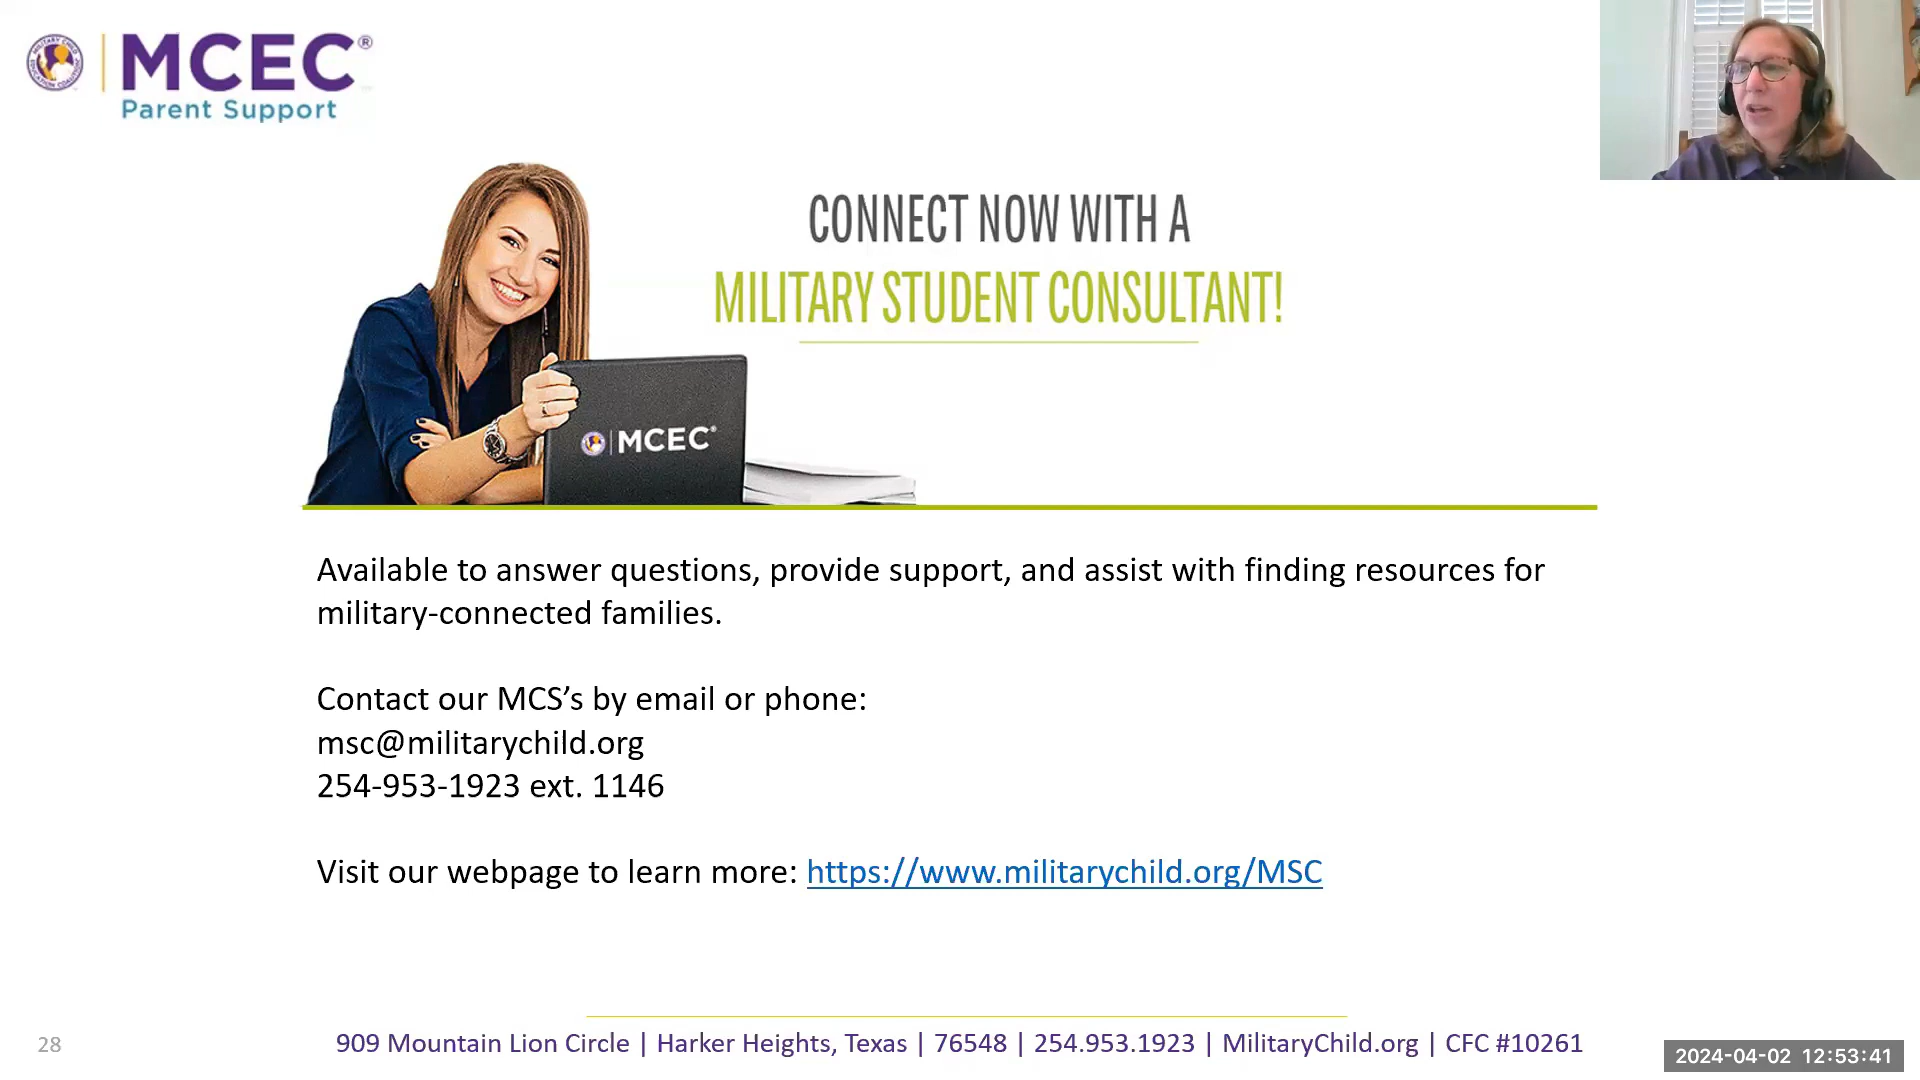 MCEC®
Parent Support
CONNECT NOW WITH A
MILITARY STUDENT CONSULTANT!
MCEC®
Available to answer questions, provide support, and assist with finding resources for
military-connected families.
Contact our MCS’s by email or phone:
msc@militarychild.org
254-953-1923 ext. 1146
Visit our webpage to learn more: https://www.militarychild.org/MSC
28
909 Mountain Lion Circle | Harker Heights, Texas | 76548 | 254.953.1923 | MilitaryChild.org | CFC #10261
2024-04-02 12:53:41